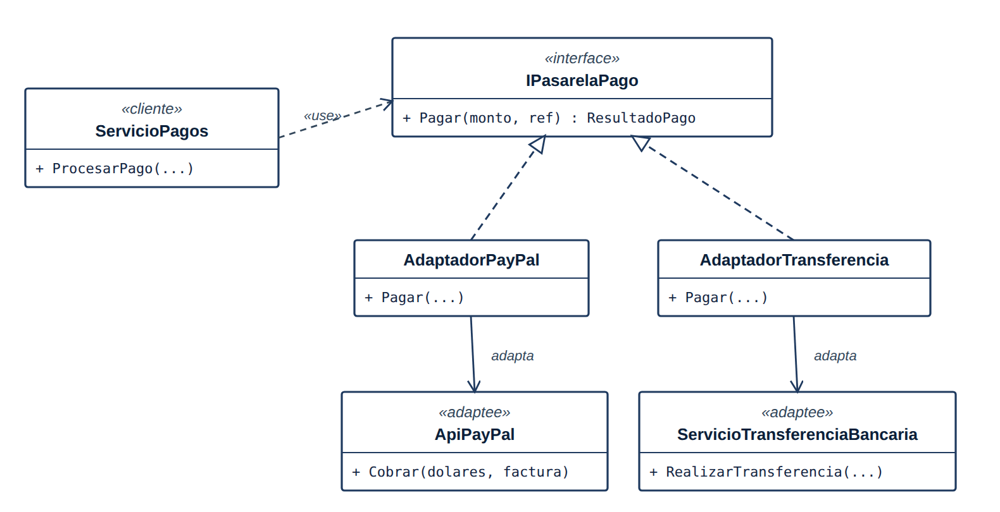 «interface»
IPasarelaPago
+ Pagar(monto, ref) : ResultadoPago
«cliente»
ServicioPagos
+ ProcesarPago(...)
«use»
AdaptadorPayPal
+ Pagar(...)
AdaptadorTransferencia
+ Pagar(...)
adapta
adapta
«adaptee»
ApiPayPal
+ Cobrar(dolares, factura)
«adaptee»
ServicioTransferenciaBancaria
+ RealizarTransferencia(...)